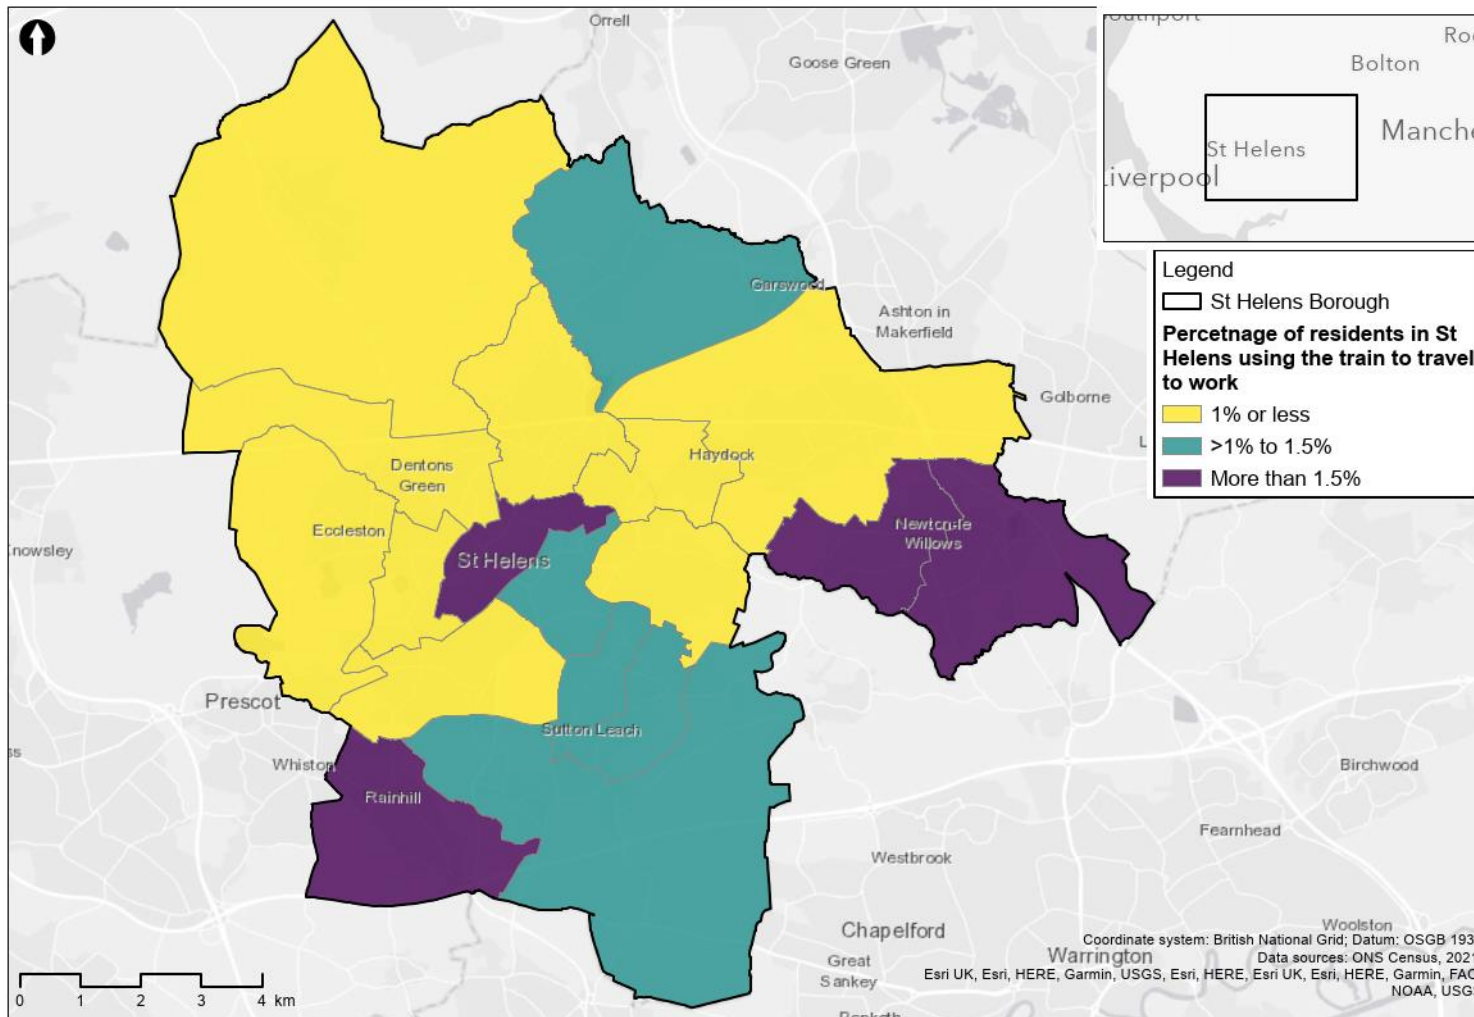 Orrell
Goose Green
Garswood
Ashton in
Makerfield
Golborne
Haydock
Dentons
Green
Eccleston
Knowsley
St Helens
Newton-le
Willows
Prescot
Sutton Leach
Whiston
Rainhill
Birchwood
Fearnhead
Westbrook
Woolston
Chapelford
Warrington
Great
Sankey
0 1 2 3 4 km
Bolton
St Helens
Manche
Liverpool
Legend
St Helens Borough
Percetnage of residents in St
Helens using the train to travel
to work
1% or less
>1% to 1.5%
More than 1.5%
Coordinate system: British National Grid; Datum: OSGB 193
Data sources: ONS Census, 2021
Esri UK, Esri, HERE, Garmin, USGS, Esri, HERE, Esri UK, Esri, HERE, Garmin, FAO
NOAA, USGS